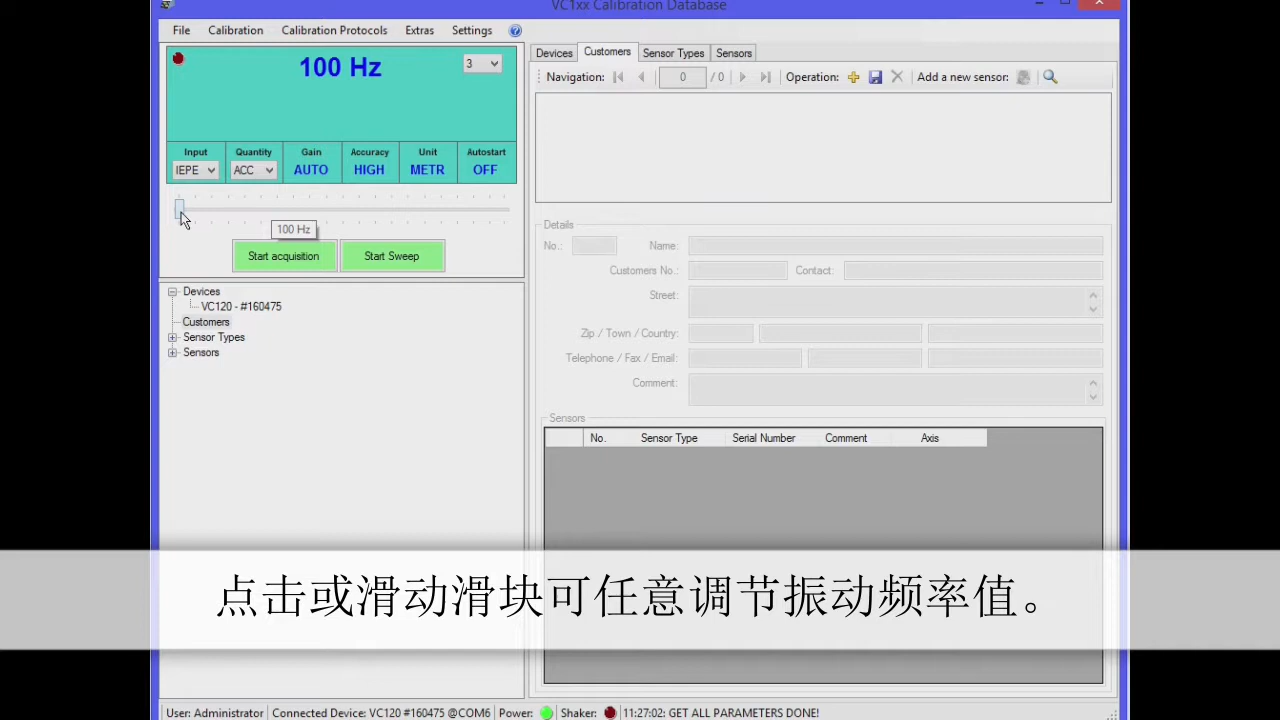 VC1xx Calibration Database
File Calibration Calibration Protocols Extras Settings
100 Hz 3
Input Quantity Gain Accuracy Unit Autostart
IEPE ACC AUTO HIGH METR OFF
100 Hz
Start acquisition Start Sweep
Devices
VC120 - #160475
Customers
Sensor Types
Sensors
Devices Customers Sensor Types Sensors
Navigation: 0 / 0 Operation: Add a new sensor:
Details
No.: Name:
Customers No.: Contact:
Street:
Zip / Town / Country:
Telephone / Fax / Email:
Comment:
Sensors
No. Sensor Type Serial Number Comment Axis
点击或滑动滑块可任意调节振动频率值。
User: Administrator Connected Device: VC120 #160475 @COM6 Power: Shaker: 11:27:02: GET ALL PARAMETERS DONE!